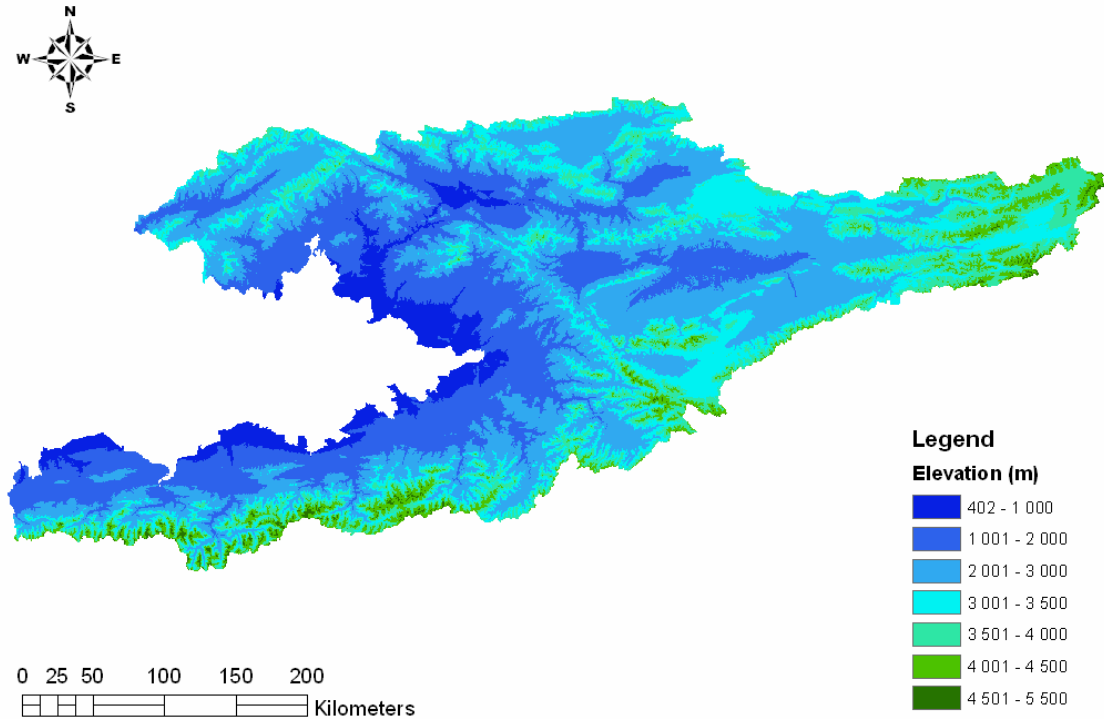 N
W E
S
Legend
Elevation (m)
402 - 1 000
1 001 - 2 000
2 001 - 3 000
3 001 - 3 500
3 501 - 4 000
4 001 - 4 500
4 501 - 5 500
0 25 50 100 150 200
Kilometers